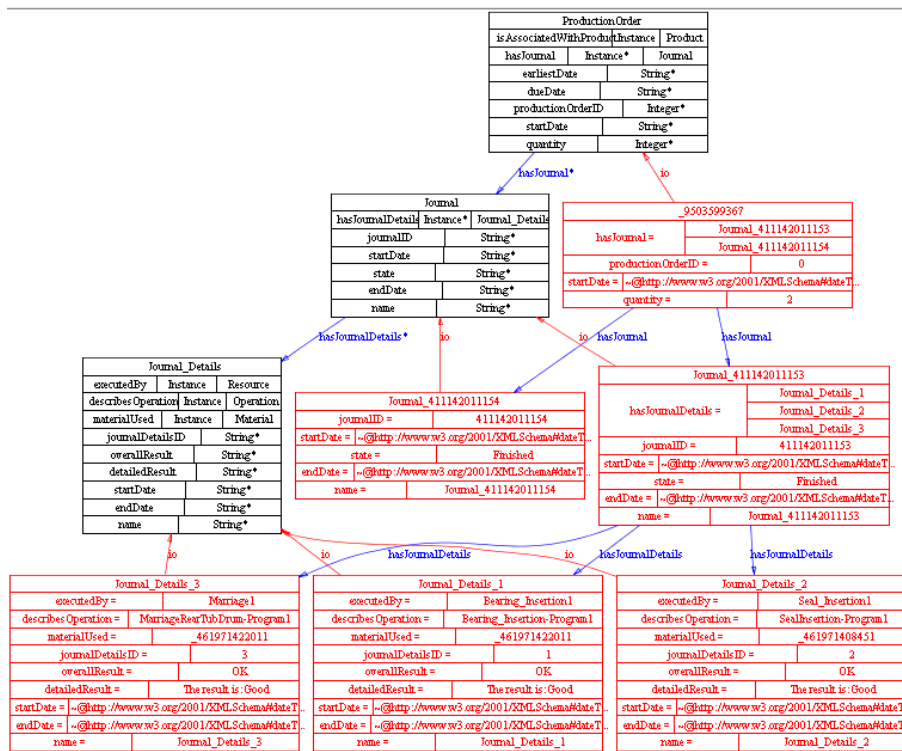 ProductionOrder
isAssociatedWithProduct Instance Product
hasJournal Instance* Journal
earliestDate String*
dueDate String*
productionOrderID Integer*
startDate String*
quantity Integer*
hasJournal* io
Journal
hasJournalDetails Instance* Journal_Details
journalID String*
startDate String*
state String*
endDate String*
name String*
_9503599367
hasJournal = Journal_411142011153
Journal_411142011154
productionOrderID = 0
startDate = ~@http://www.w3.org/2001/XMLSchema#dateT...
quantity = 2
hasJournalDetails* io io hasJournal hasJournal
Journal_Details
executedBy Instance Resource
describesOperation Instance Operation
materialUsed Instance Material
journalDetailsID String*
overallResult String*
detailedResult String*
startDate String*
endDate String*
name String*
Journal_411142011154
journalID = 411142011154
startDate = ~@http://www.w3.org/2001/XMLSchema#dateT...
state = Finished
endDate = ~@http://www.w3.org/2001/XMLSchema#dateT...
name = Journal_411142011154
Journal_411142011153
hasJournalDetails = Journal_Details_1
Journal_Details_2
Journal_Details_3
journalID = 411142011153
startDate = ~@http://www.w3.org/2001/XMLSchema#dateT...
state = Finished
endDate = ~@http://www.w3.org/2001/XMLSchema#dateT...
name = Journal_411142011153
io io hasJournalDetails io hasJournalDetails hasJournalDetails
Journal_Details_3
executedBy = Marriage1
describesOperation = MarriageRearTubDrum-Program1
materialUsed = _461971422011
journalDetailsID = 3
overallResult = OK
detailedResult = The result is: Good
startDate = ~@http://www.w3.org/2001/XMLSchema#dateT...
endDate = ~@http://www.w3.org/2001/XMLSchema#dateT...
name = Journal_Details_3
Journal_Details_1
executedBy = Bearing_Insertion1
describesOperation = Bearing_Insertion-Program1
materialUsed = _461971422011
journalDetailsID = 1
overallResult = OK
detailedResult = The result is: Good
startDate = ~@http://www.w3.org/2001/XMLSchema#dateT...
endDate = ~@http://www.w3.org/2001/XMLSchema#dateT...
name = Journal_Details_1
Journal_Details_2
executedBy = Seal_Insertion1
describesOperation = SealInsertion-Program1
materialUsed = _461971408451
journalDetailsID = 2
overallResult = OK
detailedResult = The result is: Good
startDate = ~@http://www.w3.org/2001/XMLSchema#dateT...
endDate = ~@http://www.w3.org/2001/XMLSchema#dateT...
name = Journal_Details_2